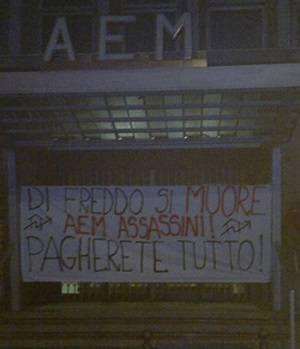 AEM
DI FREDDO SI MUORE
AEM ASSASSINI!
PAGHERETE TUTTO!